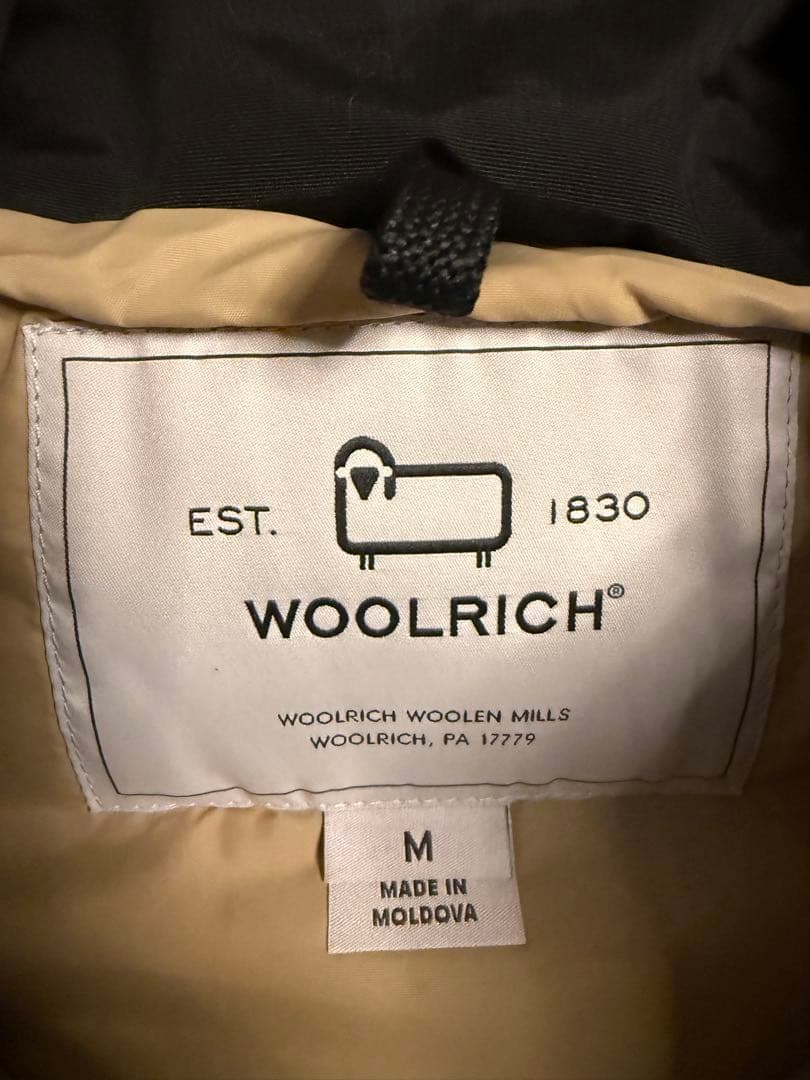 EST. 1830
WOOLRICH®
WOOLRICH WOOLEN MILLS
WOOLRICH, PA 17779
M
MADE IN
MOLDOVA